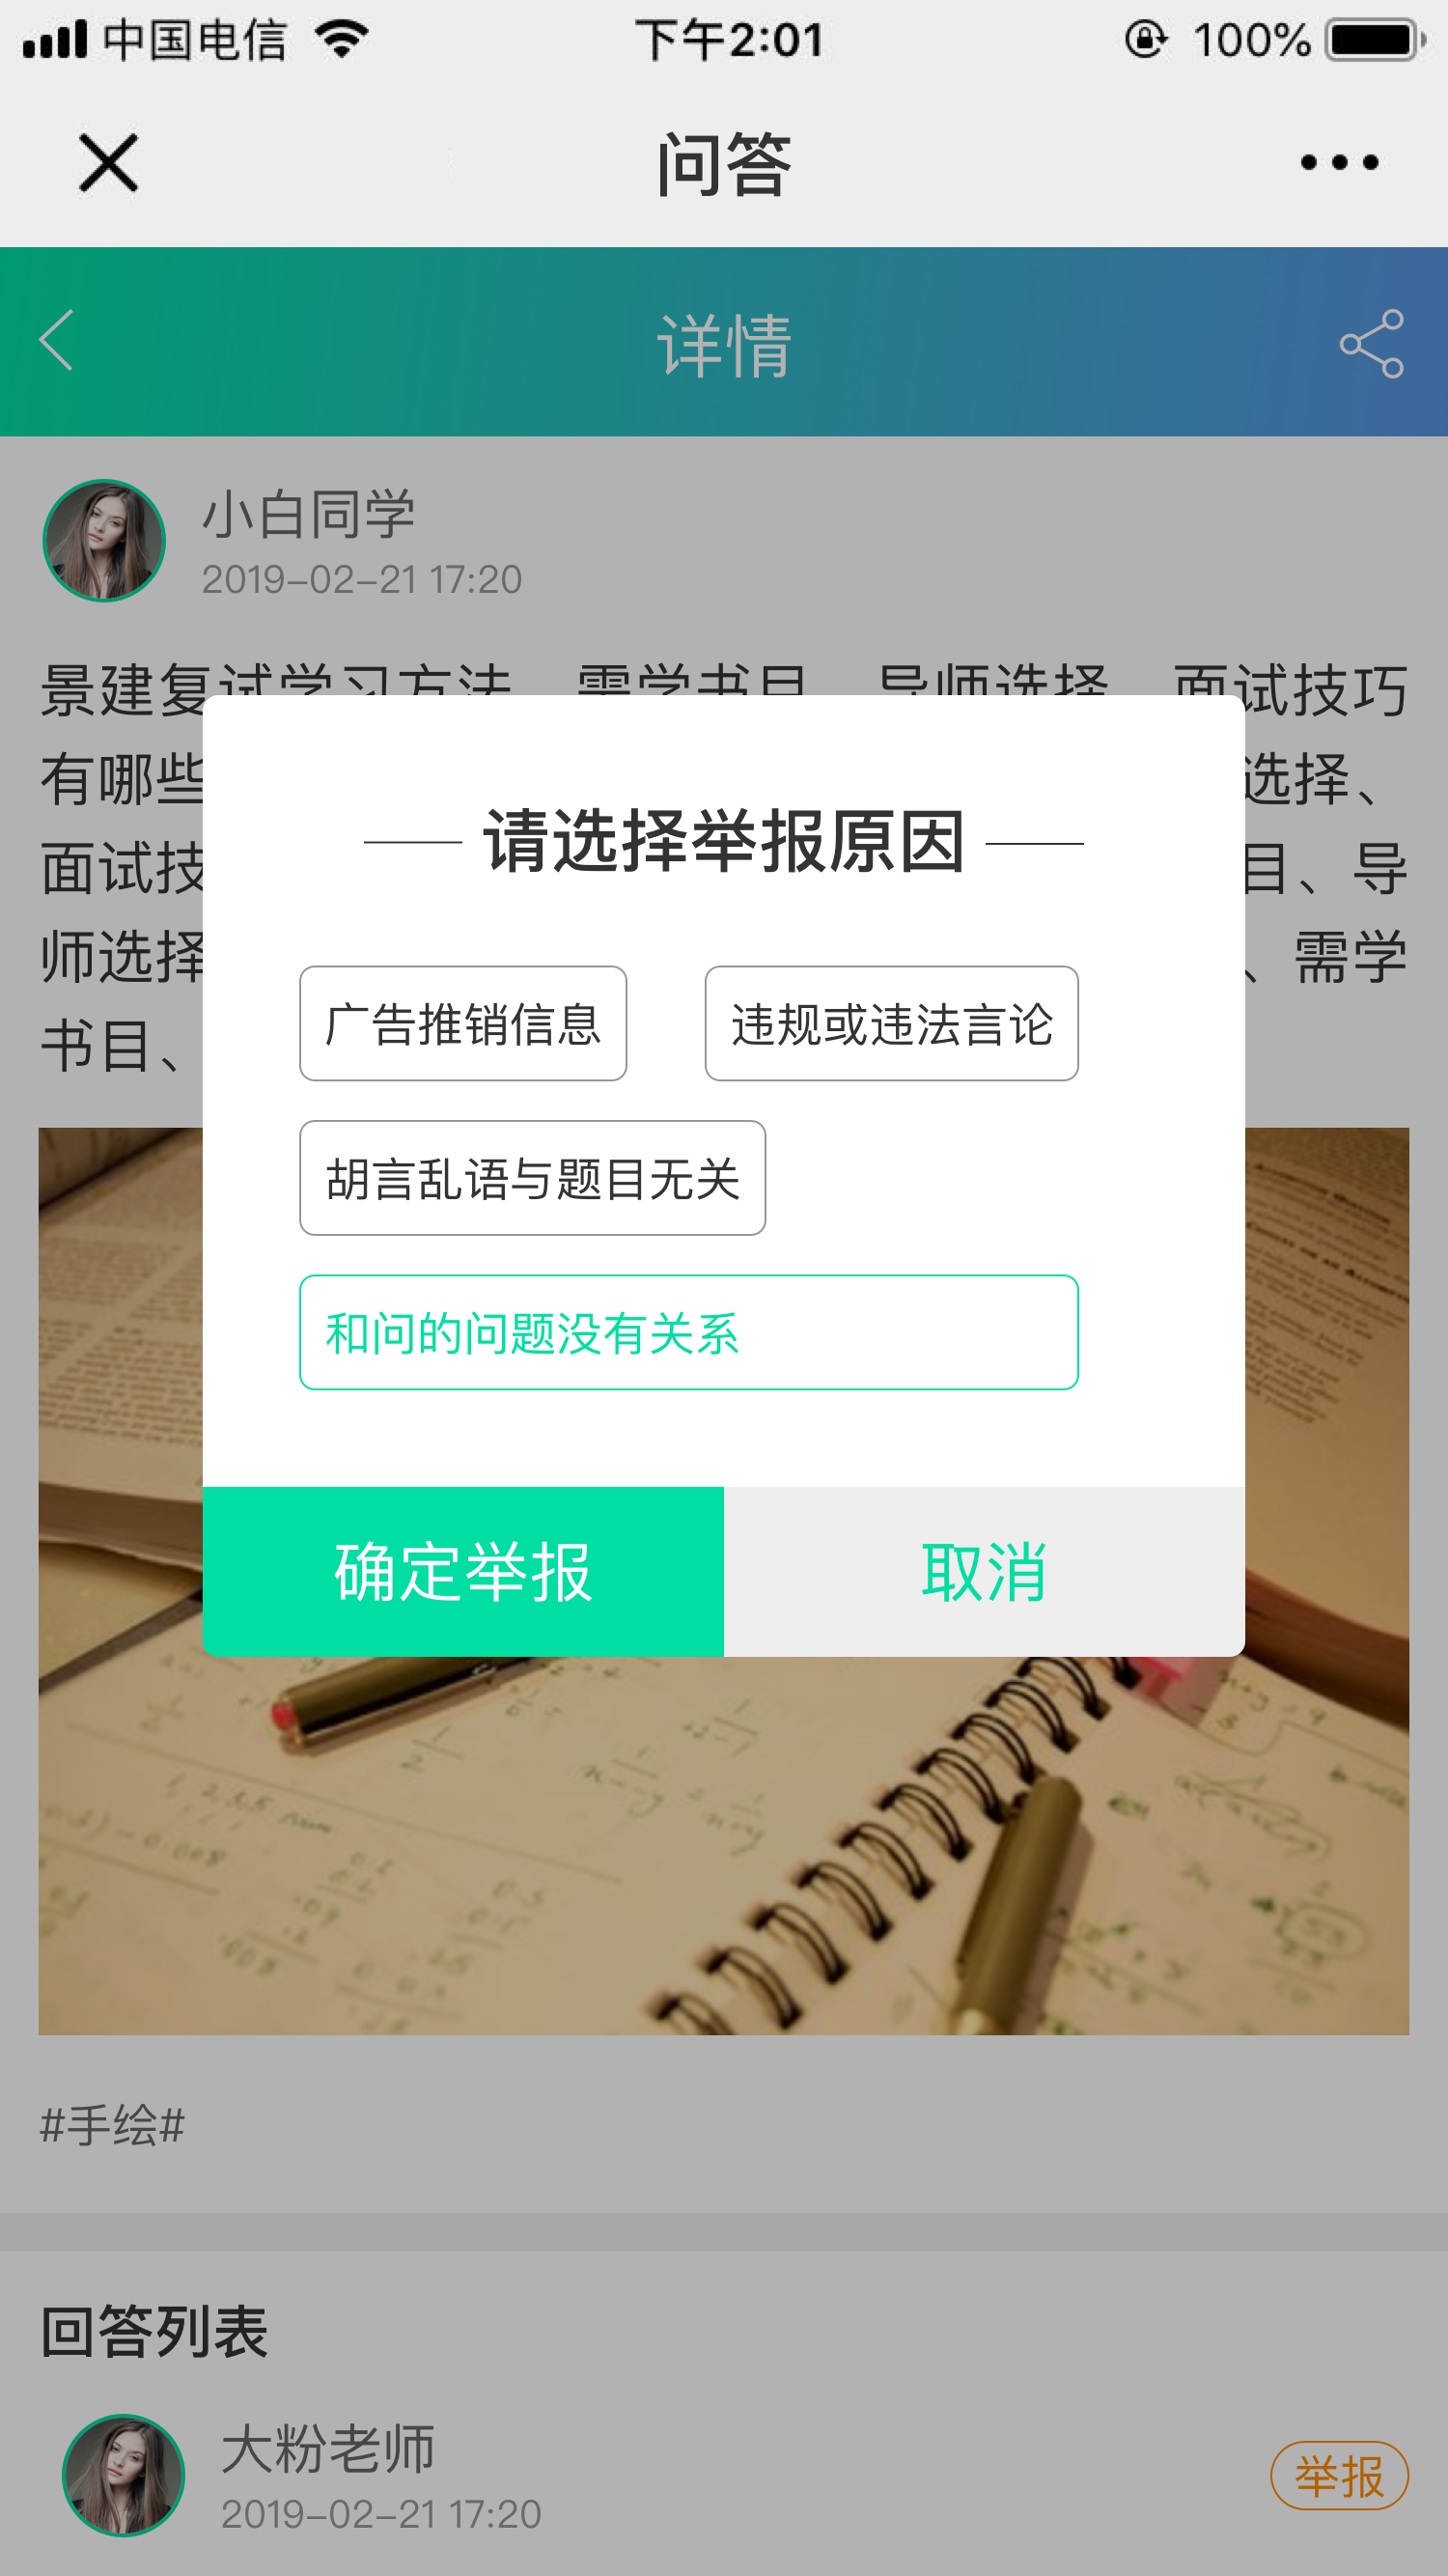 中国电信 下午2:01 100%
问答
详情
小白同学
2019-02-21 17:20
景建复试学习方法、需学书目、导师选择、面试技巧
有哪些 选择、
面试技 目、导
师选择 、需学
书目、
请选择举报原因
广告推销信息 违规或违法言论
胡言乱语与题目无关
和问的问题没有关系
确定举报 取消
#手绘#
回答列表
大粉老师
2019-02-21 17:20
举报